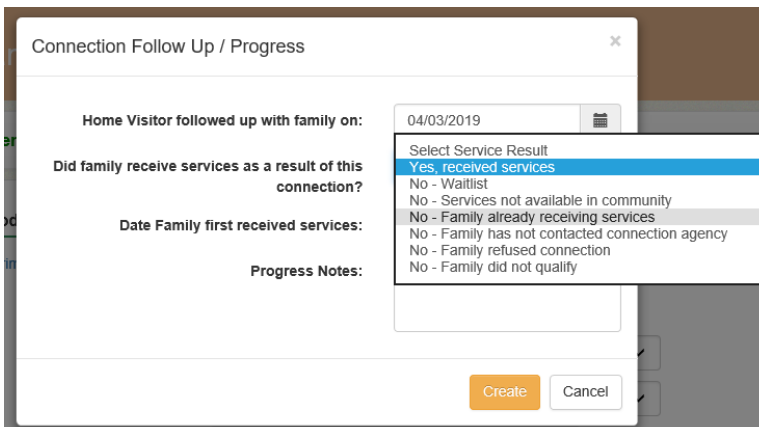 Connection Follow Up / Progress
×
Home Visitor followed up with family on:
04/03/2019
Did family receive services as a result of this
connection?
Select Service Result
Yes, received services
No - Waitlist
No - Services not available in community
No - Family already receiving services
No - Family has not contacted connection agency
No - Family refused connection
No - Family did not qualify
Date Family first received services:
Progress Notes:
Create
Cancel